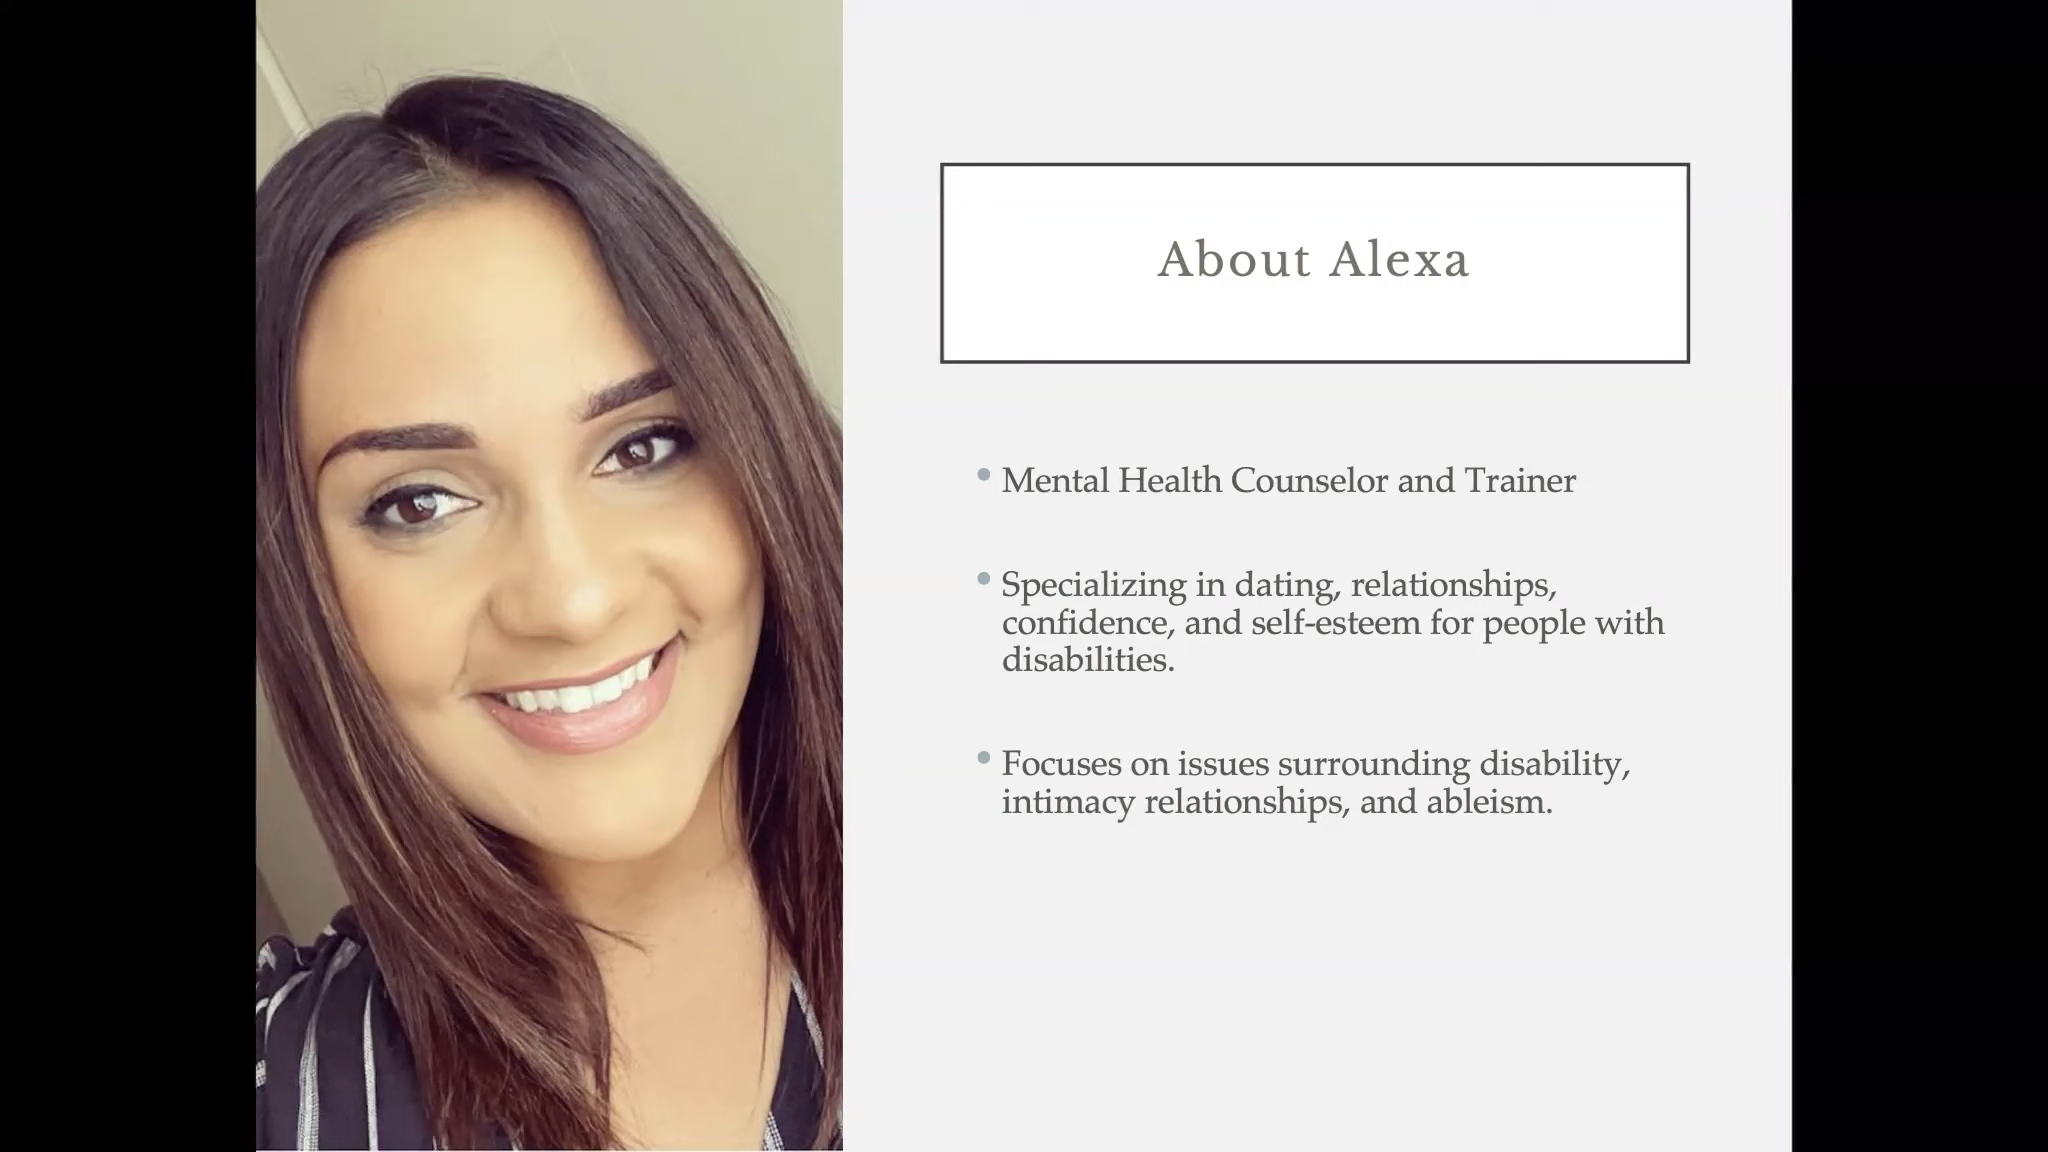 About Alexa
• Mental Health Counselor and Trainer
• Specializing in dating, relationships,
confidence, and self-esteem for people with
disabilities.
• Focuses on issues surrounding disability,
intimacy relationships, and ableism.